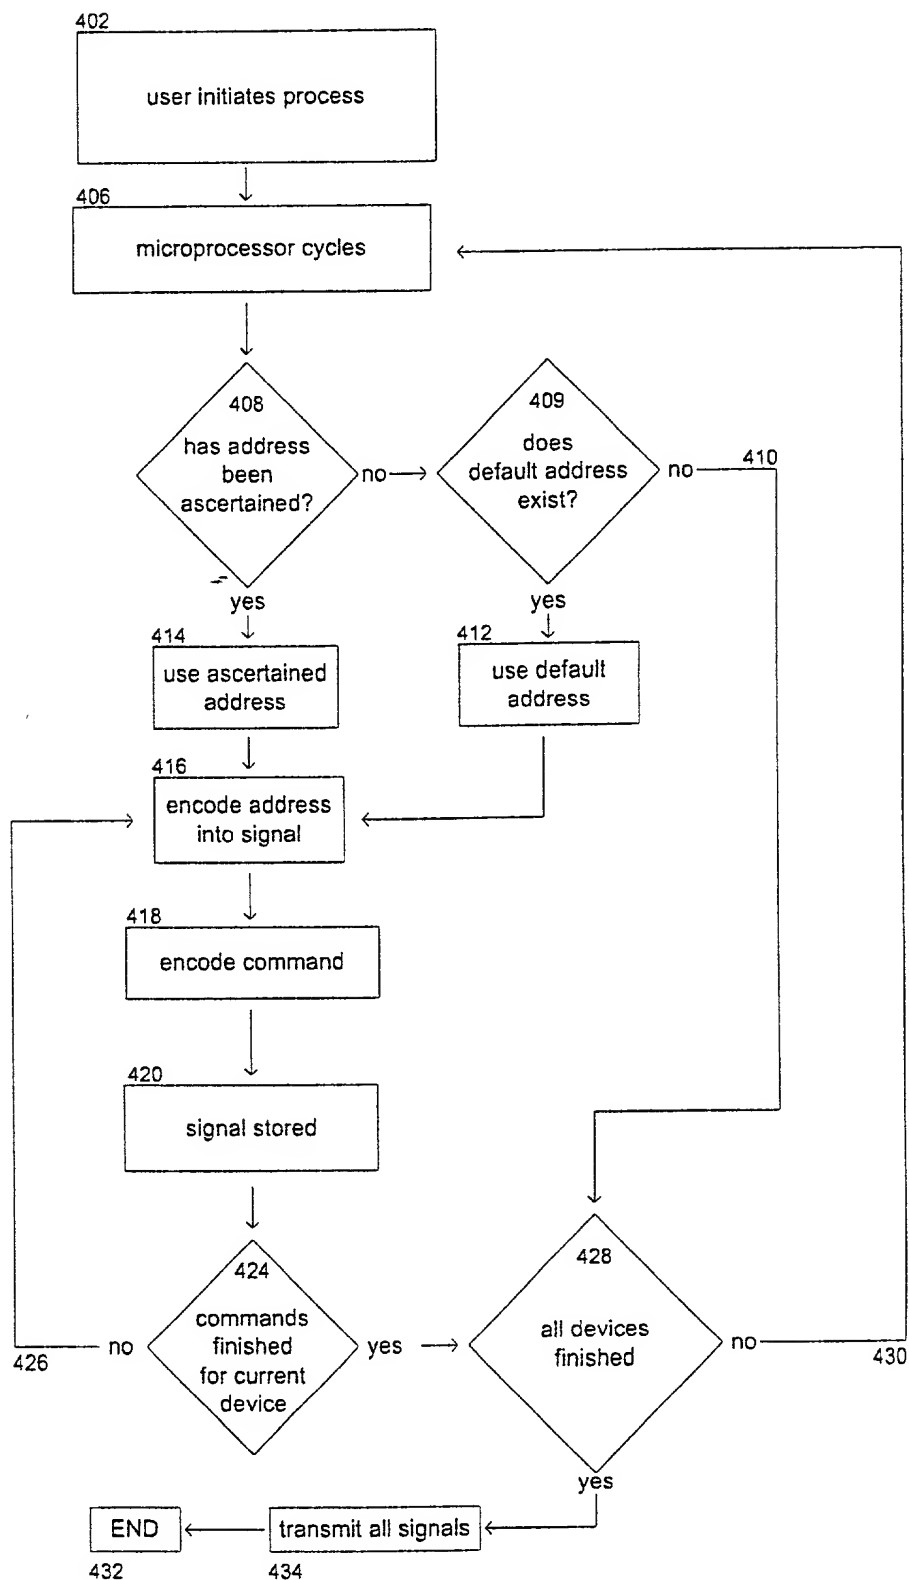 402
user initiates process
406
microprocessor cycles
408
has address
been
ascertained?
no
409
does
default address
exist?
no
410
yes
yes
414
use ascertained
address
412
use default
address
416
encode address
into signal
418
encode command
420
signal stored
424
commands
finished
for current
device
no
426
yes
428
all devices
finished
no
430
yes
END
432
transmit all signals
434